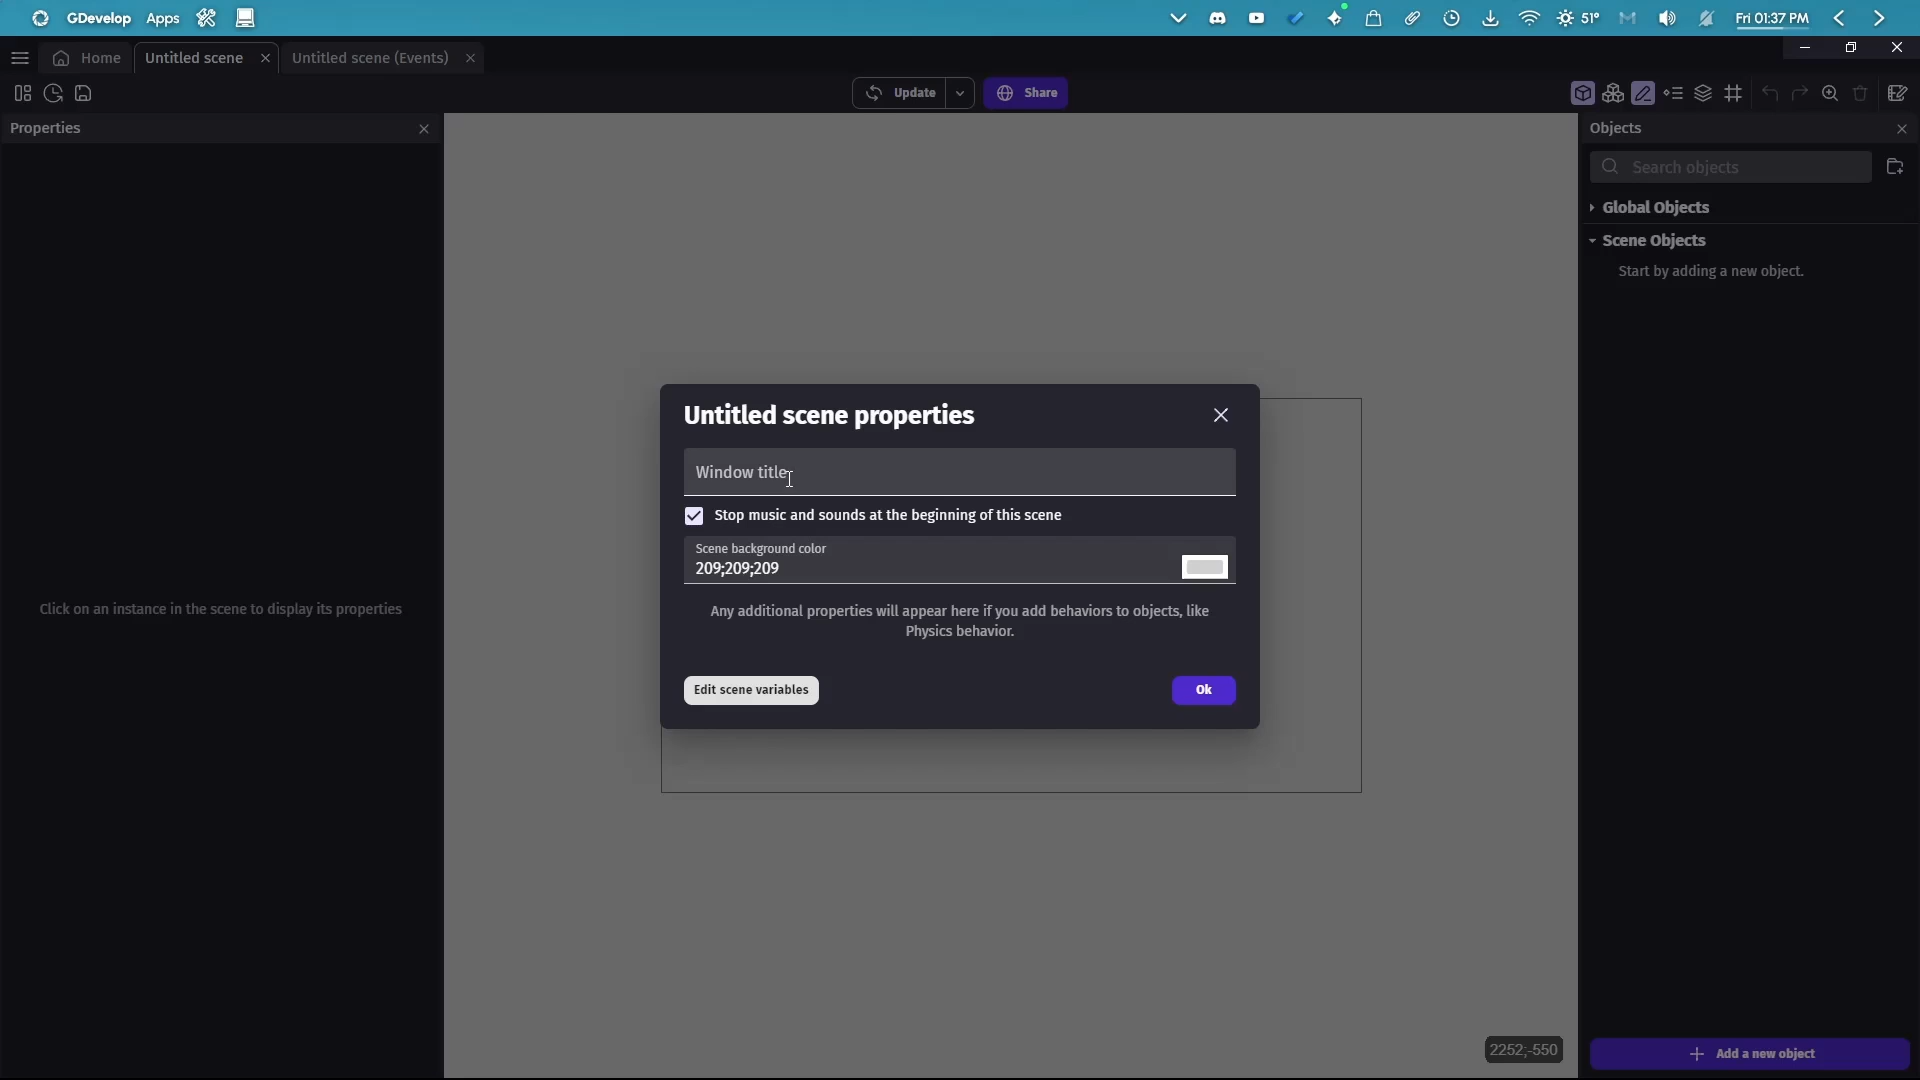 GDevelop Apps 51° Fri 01:37 PM
Home Untitled scene Untitled scene (Events)
Update Share
Properties
Objects
Search objects
Global Objects
Scene Objects
Start by adding a new object.
Untitled scene properties
Window title
Stop music and sounds at the beginning of this scene
Scene background color
209;209;209
Any additional properties will appear here if you add behaviors to objects, like
Physics behavior.
Click on an instance in the scene to display its properties
Edit scene variables Ok
2252;-550
Add a new object